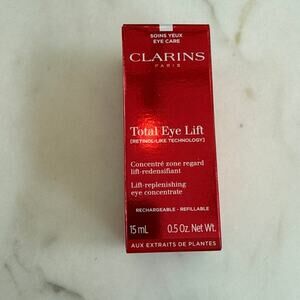 SOINS YEUX
EYE CARE
CLARINS
PARIS
Total Eye Lift
[RETINOL-LIKE TECHNOLOGY]
Concentré zone regard
lift-redensifiant
Lift-replenishing
eye concentrate
RECHARGEABLE - REFILLABLE
15 mL 0.5 Oz. Net Wt.
AUX EXTRAITS DE PLANTES